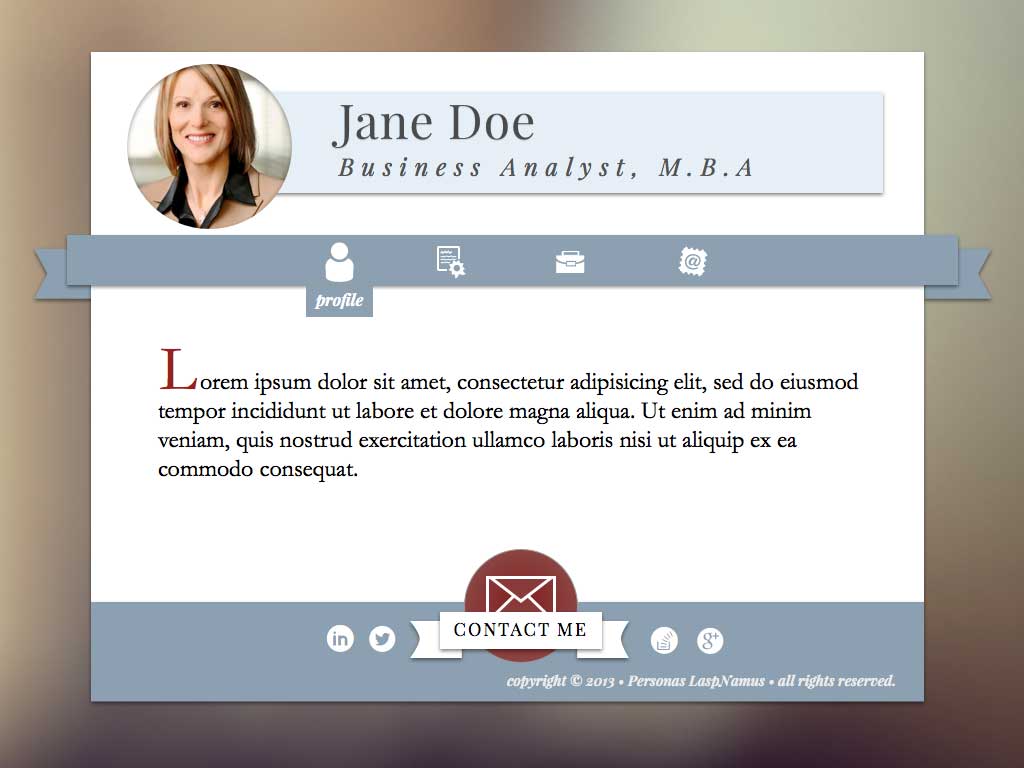 Jane Doe
Business Analyst, M.B.A
@
profile
Lorem ipsum dolor sit amet, consectetur adipisicing elit, sed do eiusmod
tempor incididunt ut labore et dolore magna aliqua. Ut enim ad minim
veniam, quis nostrud exercitation ullamco laboris nisi ut aliquip ex ea
commodo consequat.
CONTACT ME
in
g+
copyright © 2013 • Personas LaspNamus • all rights reserved.